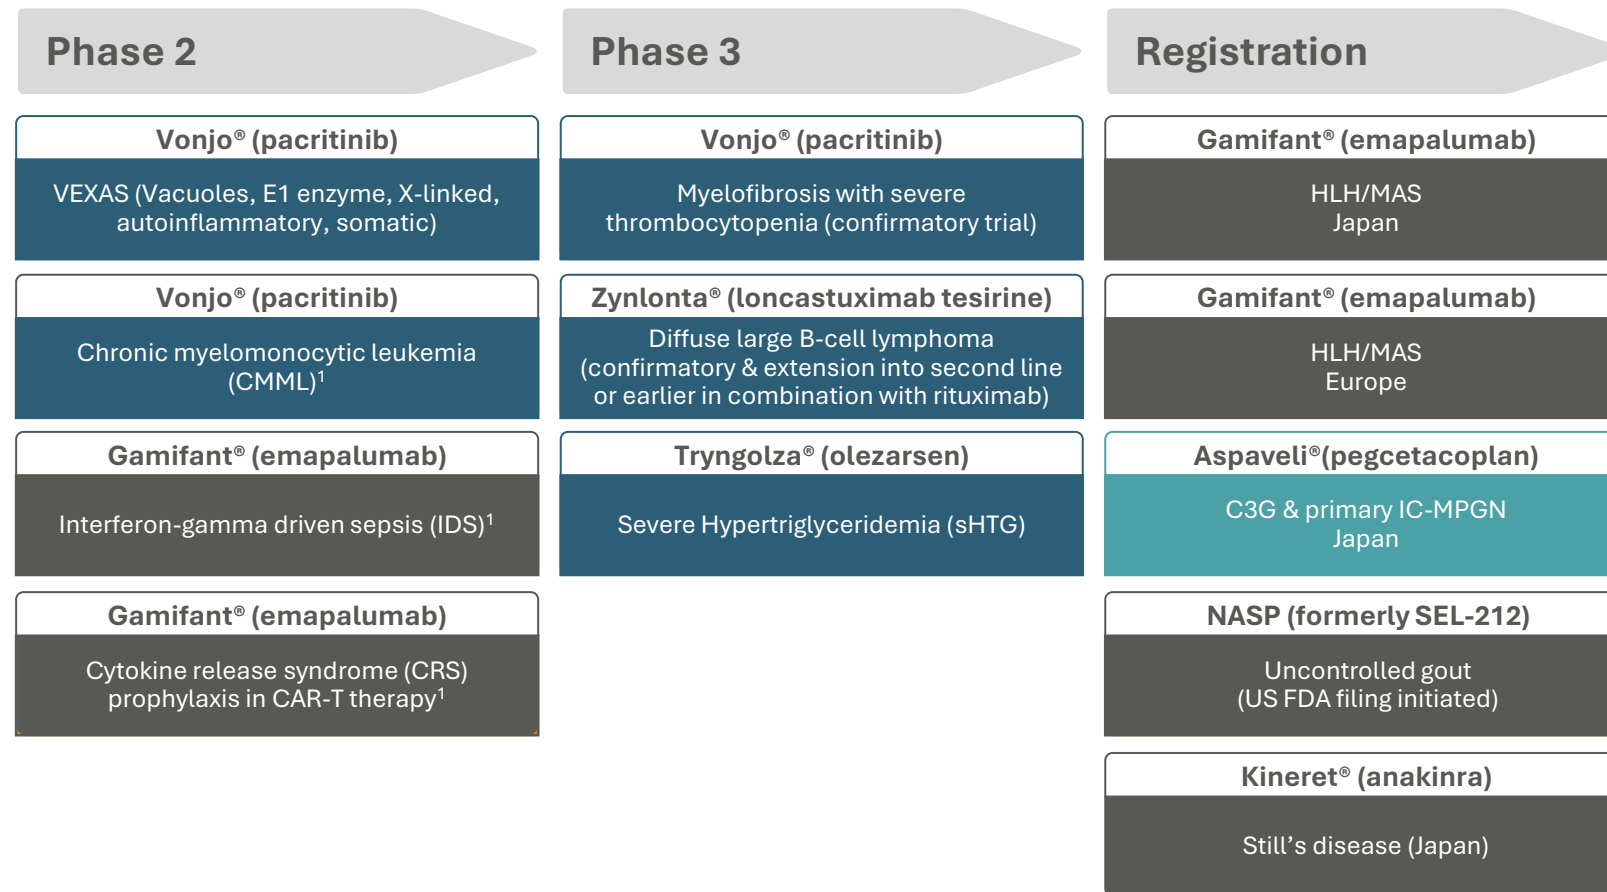 Phase 2
Vonjo® (pacritinib)
VEXAS (Vacuoles, E1 enzyme, X-linked,
autoinflammatory, somatic)
Vonjo® (pacritinib)
Chronic myelomonocytic leukemia
(CMML)¹
Gamifant® (emapalumab)
Interferon-gamma driven sepsis (IDS)¹
Gamifant® (emapalumab)
Cytokine release syndrome (CRS)
prophylaxis in CAR-T therapy¹
Phase 3
Vonjo® (pacritinib)
Myelofibrosis with severe
thrombocytopenia (confirmatory trial)
Zynlonta® (loncastuximab tesirine)
Diffuse large B-cell lymphoma
(confirmatory & extension into second line
or earlier in combination with rituximab)
Tryngolza® (olezarsen)
Severe Hypertriglyceridemia (sHTG)
Registration
Gamifant® (emapalumab)
HLH/MAS
Japan
Gamifant® (emapalumab)
HLH/MAS
Europe
Aspaveli®(pegcetacoplan)
C3G & primary IC-MPGN
Japan
NASP (formerly SEL-212)
Uncontrolled gout
(US FDA filing initiated)
Kineret® (anakinra)
Still’s disease (Japan)